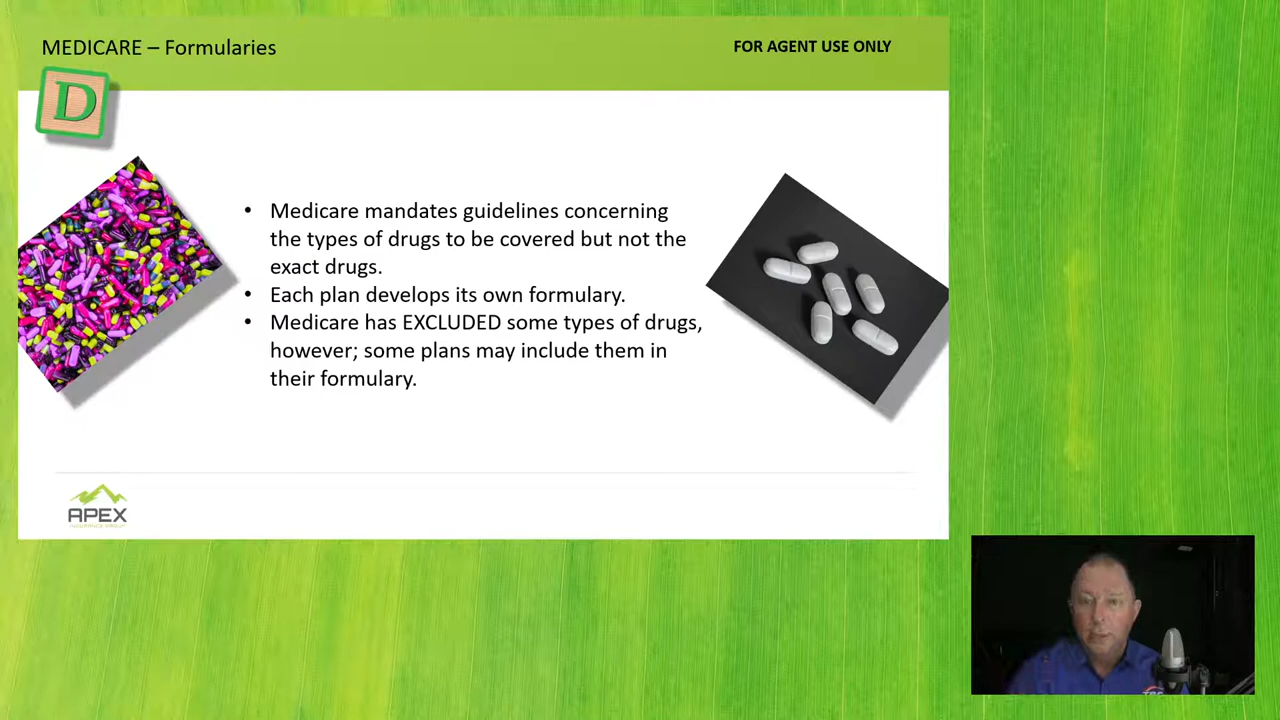 MEDICARE – Formularies
FOR AGENT USE ONLY
D
• Medicare mandates guidelines concerning
the types of drugs to be covered but not the
exact drugs.
• Each plan develops its own formulary.
• Medicare has EXCLUDED some types of drugs,
however; some plans may include them in
their formulary.
APEX
INSURANCE GROUP